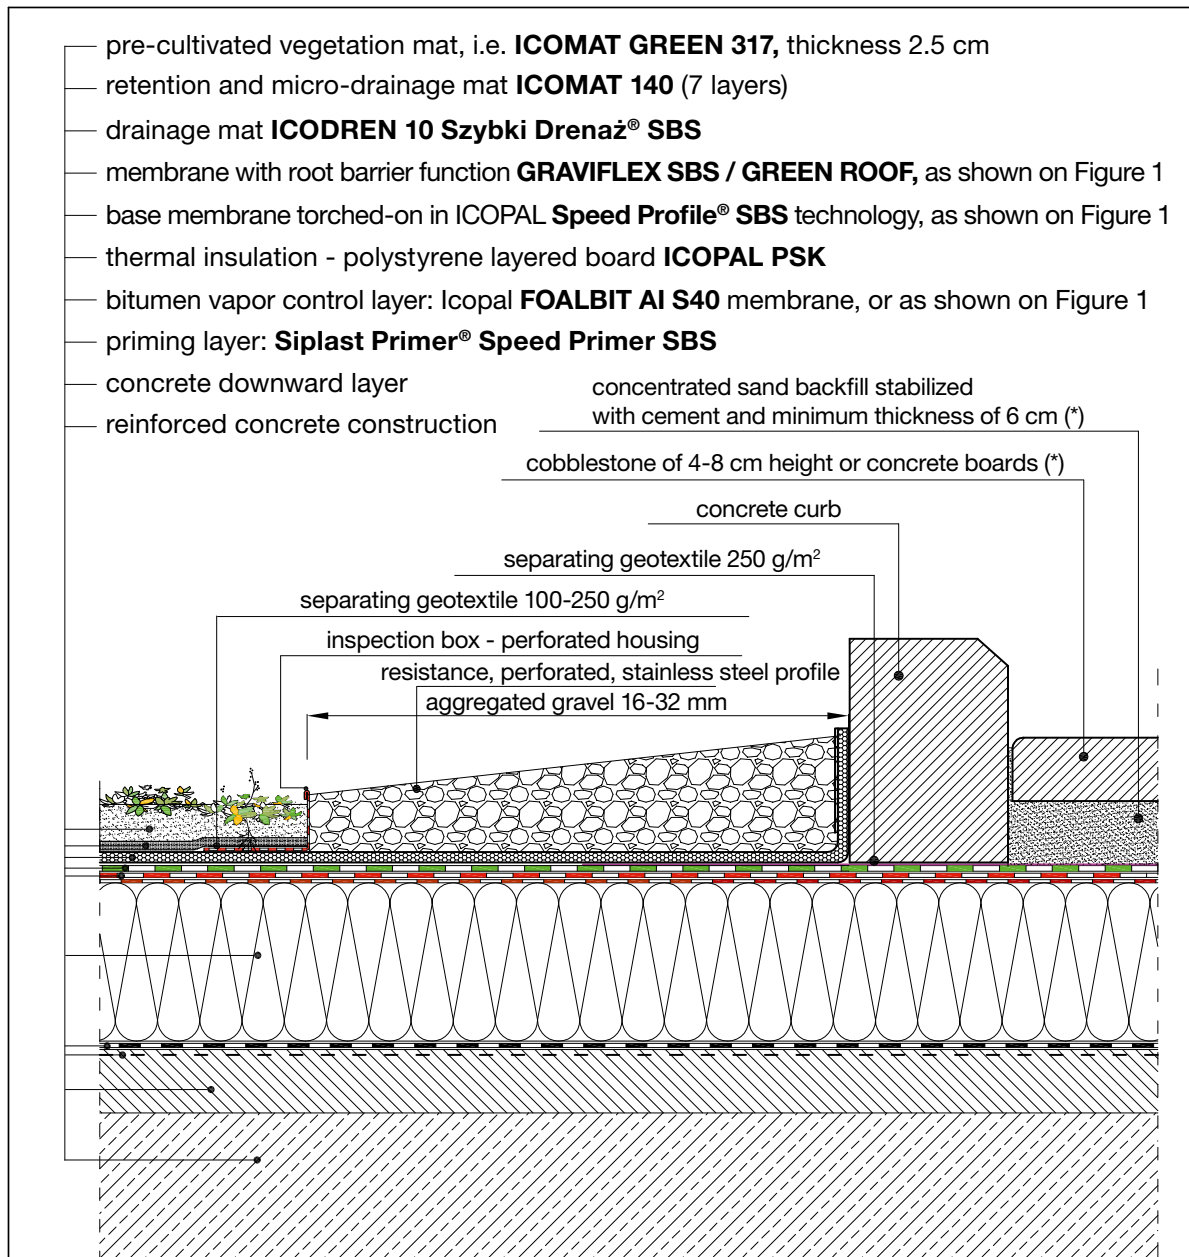 pre-cultivated vegetation mat, i.e. ICOMAT GREEN 317, thickness 2.5 cm
retention and micro-drainage mat ICOMAT 140 (7 layers)
drainage mat ICODREN 10 Szybki Drenaż® SBS
membrane with root barrier function GRAVIFLEX SBS / GREEN ROOF, as shown on Figure 1
base membrane torched-on in ICOPAL Speed Profile® SBS technology, as shown on Figure 1
thermal insulation - polystyrene layered board ICOPAL PSK
bitumen vapor control layer: Icopal FOALBIT Al S40 membrane, or as shown on Figure 1
priming layer: Siplast Primer® Speed Primer SBS
concrete downward layer
reinforced concrete construction
concentrated sand backfill stabilized
with cement and minimum thickness of 6 cm (*)
cobblestone of 4-8 cm height or concrete boards (*)
concrete curb
separating geotextile 250 g/m²
separating geotextile 100-250 g/m²
inspection box - perforated housing
resistance, perforated, stainless steel profile
aggregated gravel 16-32 mm